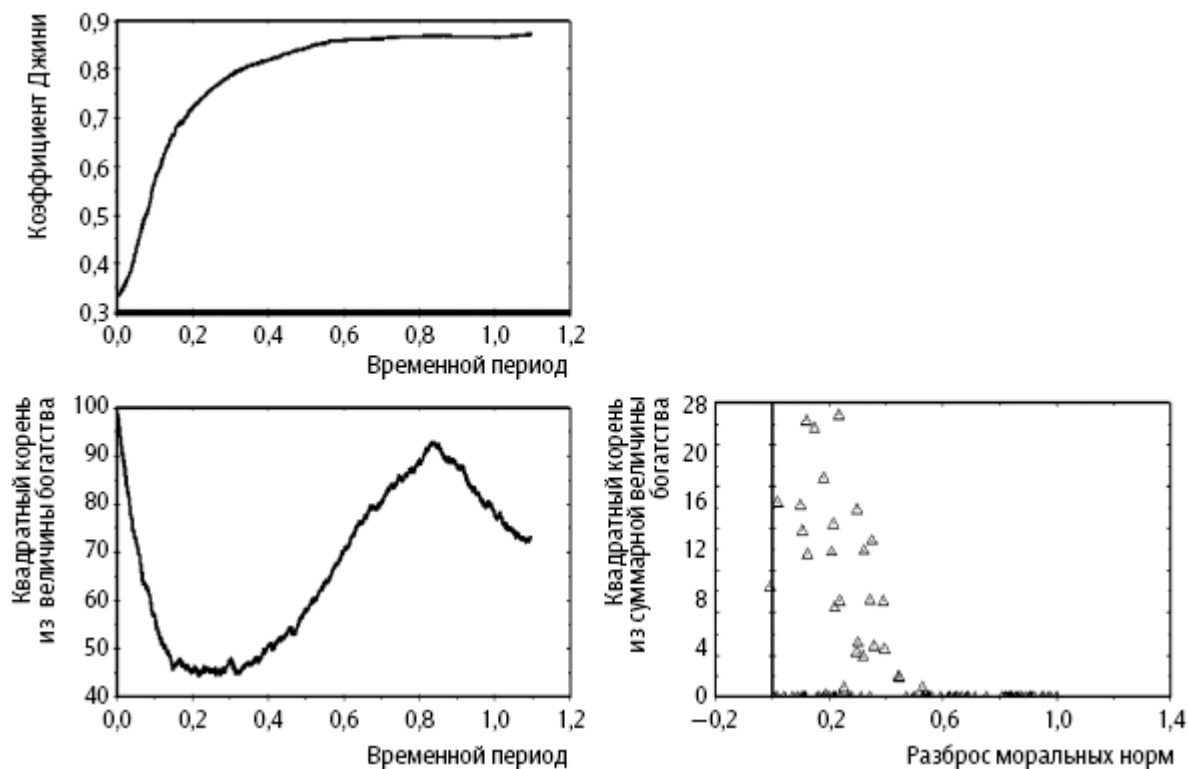 Коэффициент Джини
0,9
0,8
0,7
0,6
0,5
0,4
0,3
0,0 0,2 0,4 0,6 0,8 1,0 1,2
Временной период
Квадратный корень
из величины богатства
100
90
80
70
60
50
40
0,0 0,2 0,4 0,6 0,8 1,0 1,2
Временной период
Квадратный корень
из суммарной величины
богатства
28
20
16
12
8
4
0
−0,2 0,2 0,6 1,0 1,4
Разброс моральных норм